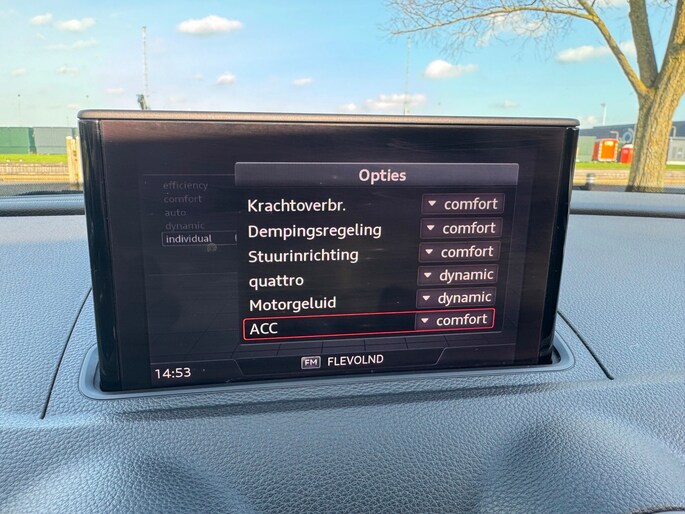 Opties
efficiency
comfort
auto
dynamic
individual
Krachtoverbr. comfort
Dempingsregeling comfort
Stuurinrichting comfort
quattro dynamic
Motorgeluid dynamic
ACC comfort
14:53 FM FLEVOLND